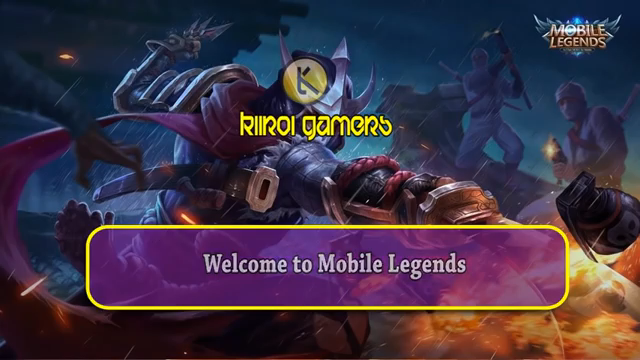 MOBILE
LEGENDS
K
KIIROI GAMERS
Welcome to Mobile Legends